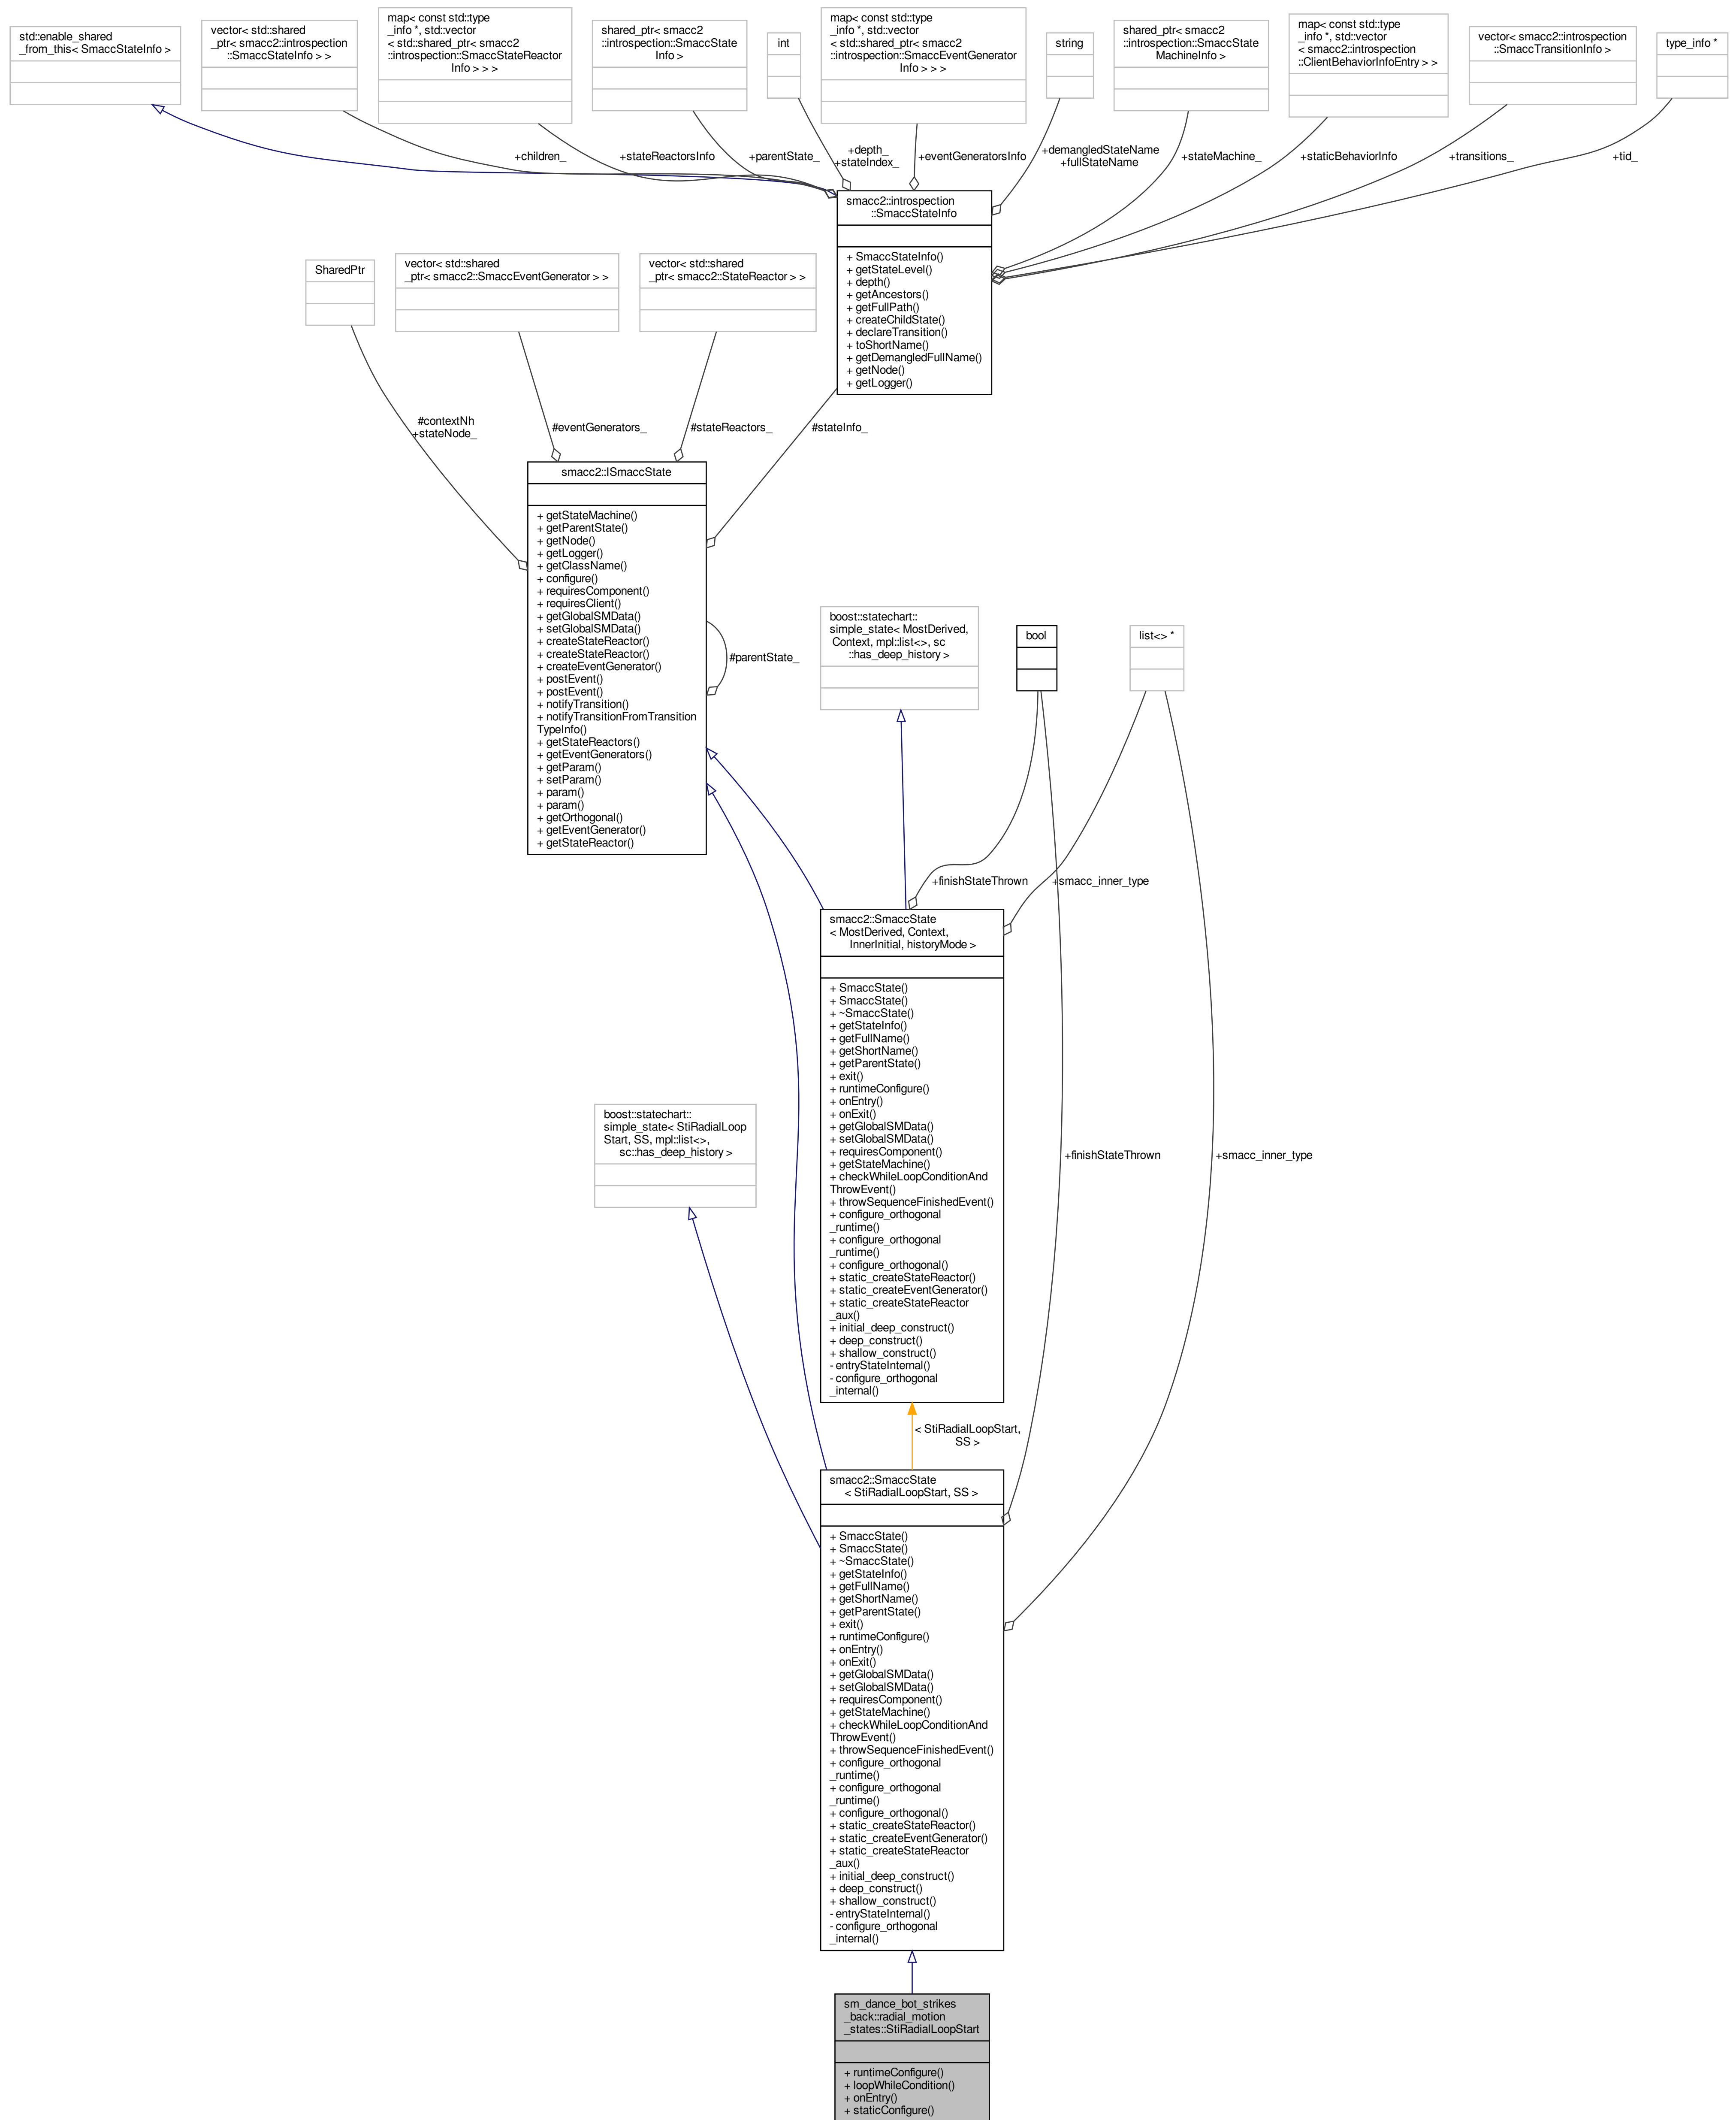 std::enable_shared
_from_this< SmaccStateInfo >
vector< std::shared
_ptr< smacc2::introspection
::SmaccStateInfo > >
map< const std::type
_info *, std::vector
< std::shared_ptr< smacc2
::introspection::SmaccStateReactor
Info > > >
shared_ptr< smacc2
::introspection::SmaccState
Info >
int
map< const std::type
_info *, std::vector
< std::shared_ptr< smacc2
::introspection::SmaccEventGenerator
Info > > >
string
shared_ptr< smacc2
::introspection::SmaccState
MachineInfo >
map< const std::type
_info *, std::vector
< smacc2::introspection
::ClientBehaviorInfoEntry > >
vector< smacc2::introspection
::SmaccTransitionInfo >
type_info *
+children_
+stateReactorsInfo
+parentState_
+depth_
+stateIndex_
+eventGeneratorsInfo
+demangledStateName
+fullStateName
+stateMachine_
+staticBehaviorInfo
+transitions_
+tid_
smacc2::introspection
::SmaccStateInfo
+ SmaccStateInfo()
+ getStateLevel()
+ depth()
+ getAncestors()
+ getFullPath()
+ createChildState()
+ declareTransition()
+ toShortName()
+ getDemangledFullName()
+ getNode()
+ getLogger()
SharedPtr
vector< std::shared
_ptr< smacc2::SmaccEventGenerator > >
vector< std::shared
_ptr< smacc2::StateReactor > >
#contextNh
+stateNode_
#eventGenerators_
#stateReactors_
#stateInfo_
smacc2::ISmaccState
+ getStateMachine()
+ getParentState()
+ getNode()
+ getLogger()
+ getClassName()
+ configure()
+ requiresComponent()
+ requiresClient()
+ getGlobalSMData()
+ setGlobalSMData()
+ createStateReactor()
+ createStateReactor()
+ createEventGenerator()
+ postEvent()
+ postEvent()
+ notifyTransition()
+ notifyTransitionFromTransition
TypeInfo()
+ getStateReactors()
+ getEventGenerators()
+ getParam()
+ setParam()
+ param()
+ param()
+ getOrthogonal()
+ getEventGenerator()
+ getStateReactor()
#parentState_
boost::statechart::
simple_state< MostDerived,
Context, mpl::list<>, sc
::has_deep_history >
bool
list<> *
+finishStateThrown
+smacc_inner_type
smacc2::SmaccState
< MostDerived, Context,
InnerInitial, historyMode >
+ SmaccState()
+ SmaccState()
+ ~SmaccState()
+ getStateInfo()
+ getFullName()
+ getShortName()
+ getParentState()
+ exit()
+ runtimeConfigure()
+ onEntry()
+ onExit()
+ getGlobalSMData()
+ setGlobalSMData()
+ requiresComponent()
+ getStateMachine()
+ checkWhileLoopConditionAnd
ThrowEvent()
+ throwSequenceFinishedEvent()
+ configure_orthogonal
_runtime()
+ configure_orthogonal
_runtime()
+ configure_orthogonal()
+ static_createStateReactor()
+ static_createEventGenerator()
+ static_createStateReactor
_aux()
+ initial_deep_construct()
+ deep_construct()
+ shallow_construct()
- entryStateInternal()
- configure_orthogonal
_internal()
boost::statechart::
simple_state< StiRadialLoop
Start, SS, mpl::list<>,
sc::has_deep_history >
+finishStateThrown
+smacc_inner_type
< StiRadialLoopStart,
SS >
smacc2::SmaccState
< StiRadialLoopStart, SS >
+ SmaccState()
+ SmaccState()
+ ~SmaccState()
+ getStateInfo()
+ getFullName()
+ getShortName()
+ getParentState()
+ exit()
+ runtimeConfigure()
+ onEntry()
+ onExit()
+ getGlobalSMData()
+ setGlobalSMData()
+ requiresComponent()
+ getStateMachine()
+ checkWhileLoopConditionAnd
ThrowEvent()
+ throwSequenceFinishedEvent()
+ configure_orthogonal
_runtime()
+ configure_orthogonal
_runtime()
+ configure_orthogonal()
+ static_createStateReactor()
+ static_createEventGenerator()
+ static_createStateReactor
_aux()
+ initial_deep_construct()
+ deep_construct()
+ shallow_construct()
- entryStateInternal()
- configure_orthogonal
_internal()
sm_dance_bot_strikes
_back::radial_motion
_states::StiRadialLoopStart
+ runtimeConfigure()
+ loopWhileCondition()
+ onEntry()
+ staticConfigure()